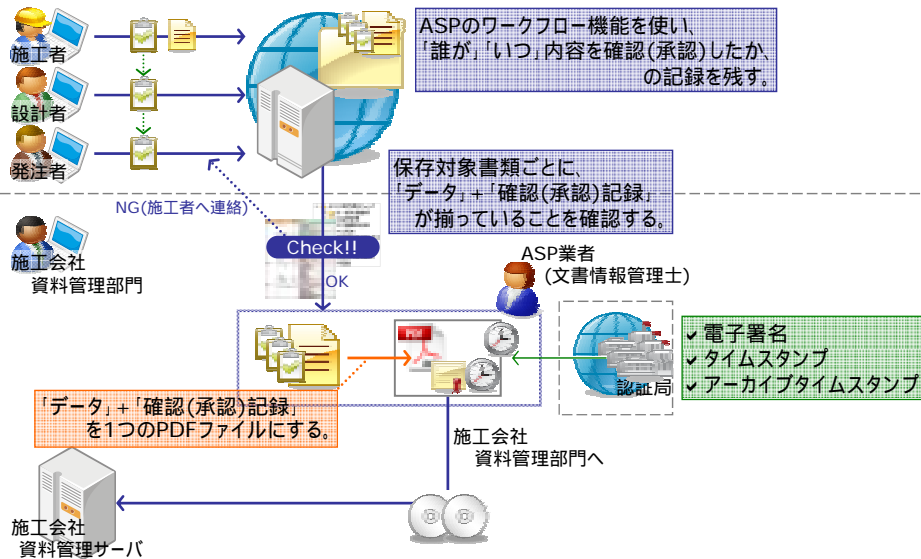 施工者
設計者
発注者
ASPのワークフロー機能を使い、
「誰が」「いつ」内容を確認(承認)したか、
の記録を残す。
保存対象書類ごとに、
「データ」+「確認(承認)記録」
が揃っていることを確認する。
NG(施工者へ連絡)
Check!!
OK
施工会社
資料管理部門
ASP業者
(文書情報管理士)
PDF
認証局
電子署名
タイムスタンプ
アーカイブタイムスタンプ
「データ」+「確認(承認)記録」
を1つのPDFファイルにする。
施工会社
資料管理部門へ
施工会社
資料管理サーバ